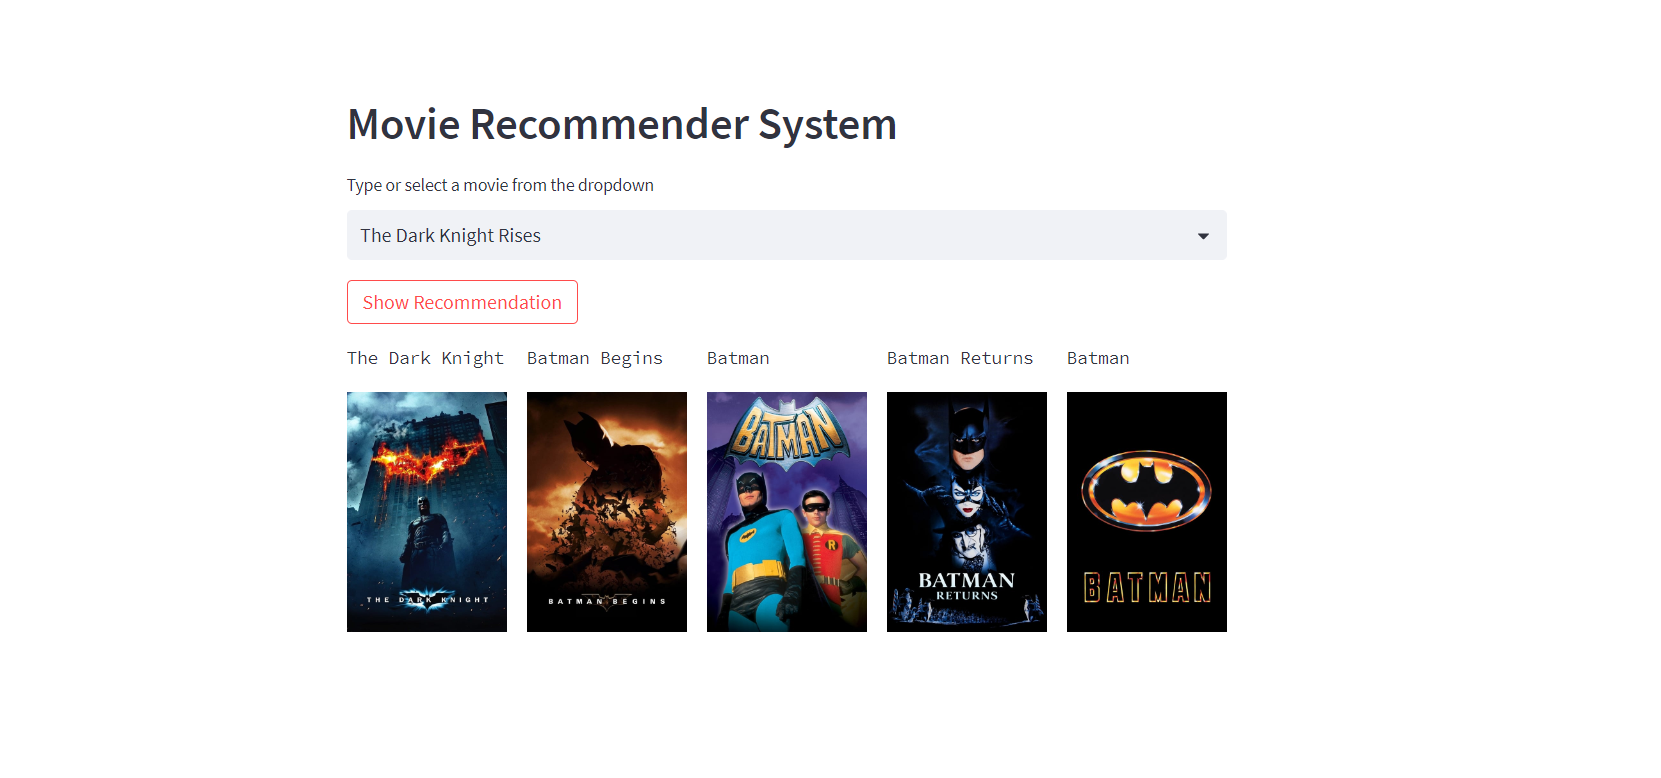 Movie Recommender System
Type or select a movie from the dropdown
The Dark Knight Rises
Show Recommendation
The Dark Knight
Batman Begins
Batman
Batman Returns
Batman
THE DARK KNIGHT
BATMAN BEGINS
BATMAN
R
BATMAN
RETURNS
BATMAN